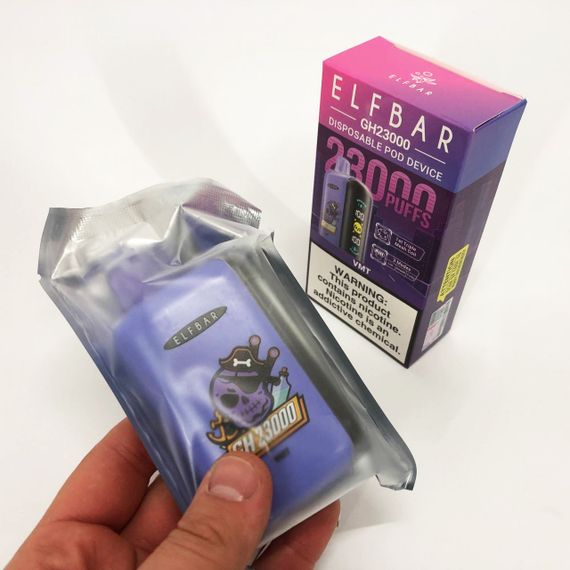 ELFBAR
ELFBAR
GH23000
DISPOSABLE POD DEVICE
23000
PUFFS
VMT
WARNING:
This product
contains nicotine.
Nicotine is an
addictive chemical.
ELFBAR
GH23000